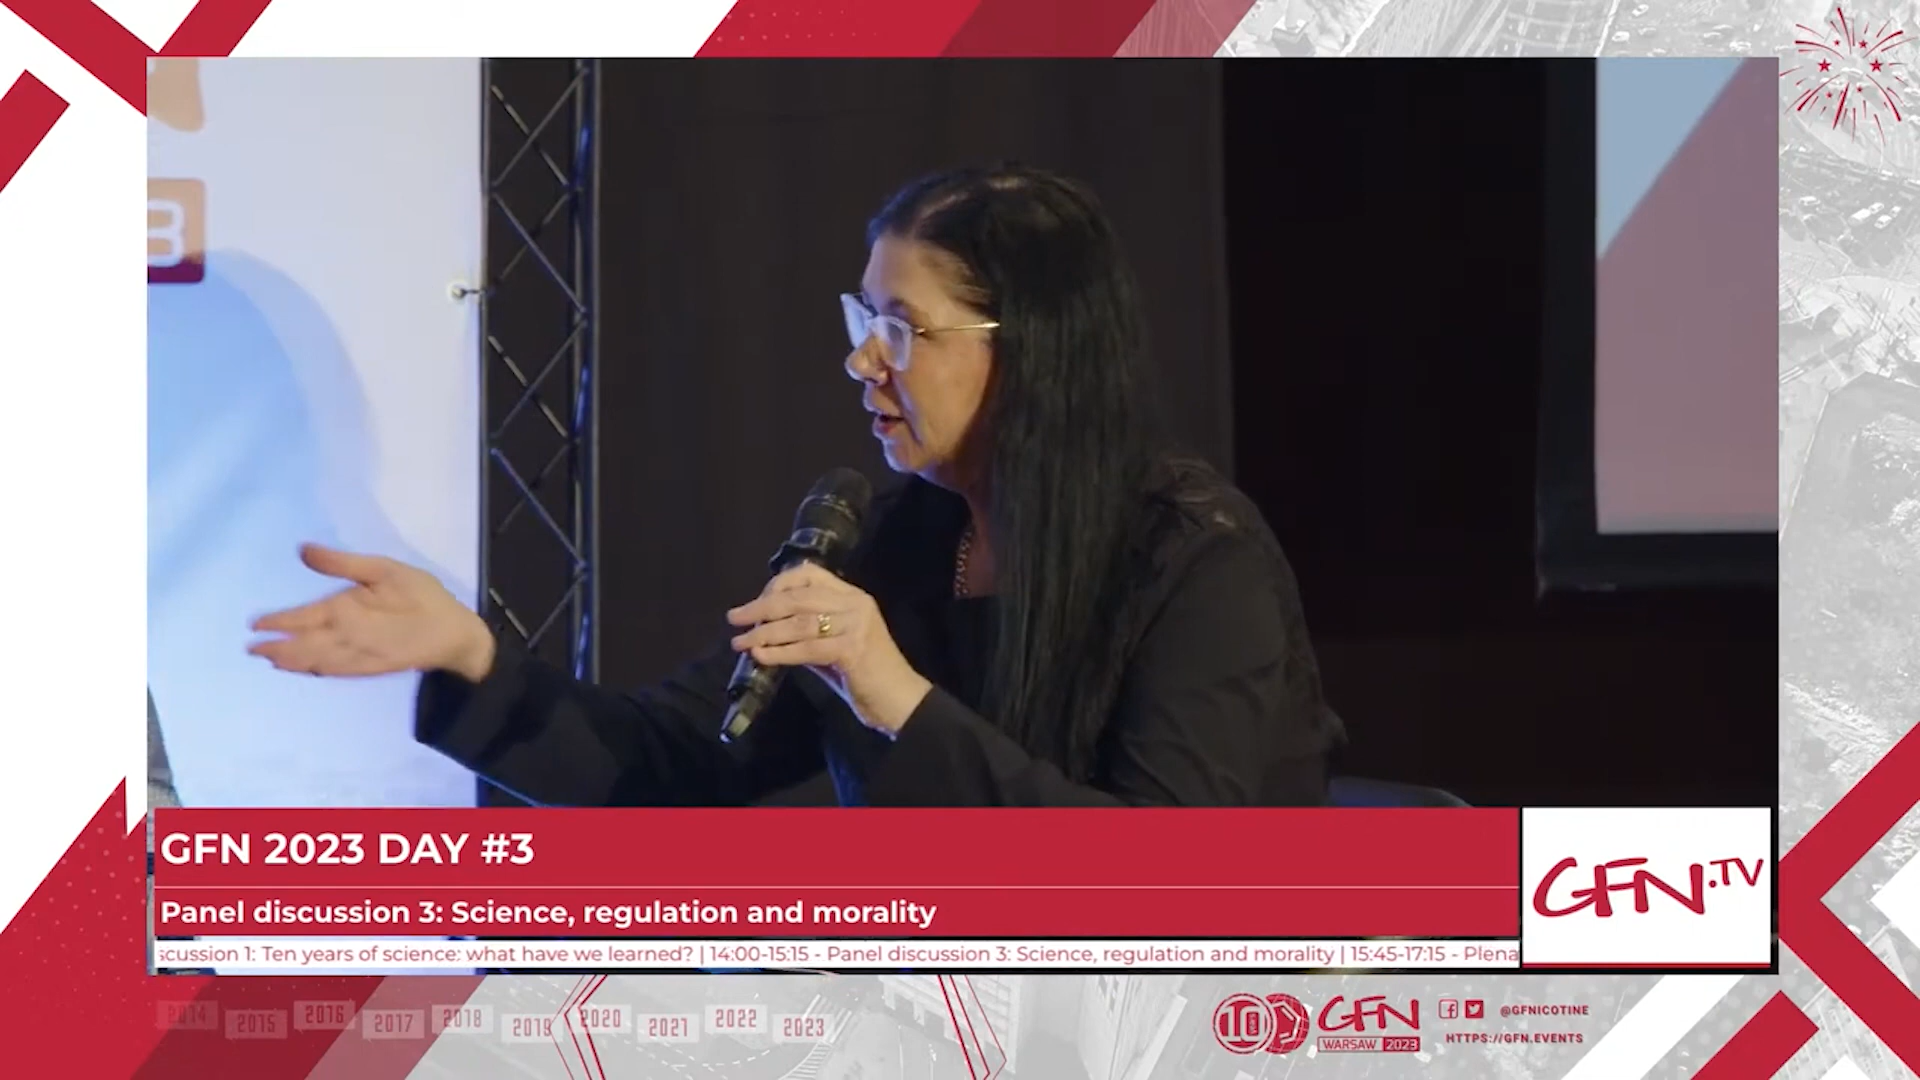 3
GFN 2023 DAY #3
Panel discussion 3: Science, regulation and morality
scussion 1: Ten years of science: what have we learned? | 14:00-15:15 - Panel discussion 3: Science, regulation and morality | 15:45-17:15 - Plena
GFN.TV
2014 2015 2016 2017 2018 2019 2020 2021 2022 2023
10
GFN
WARSAW 2023
@GFNICOTINE
HTTPS://GFN.EVENTS